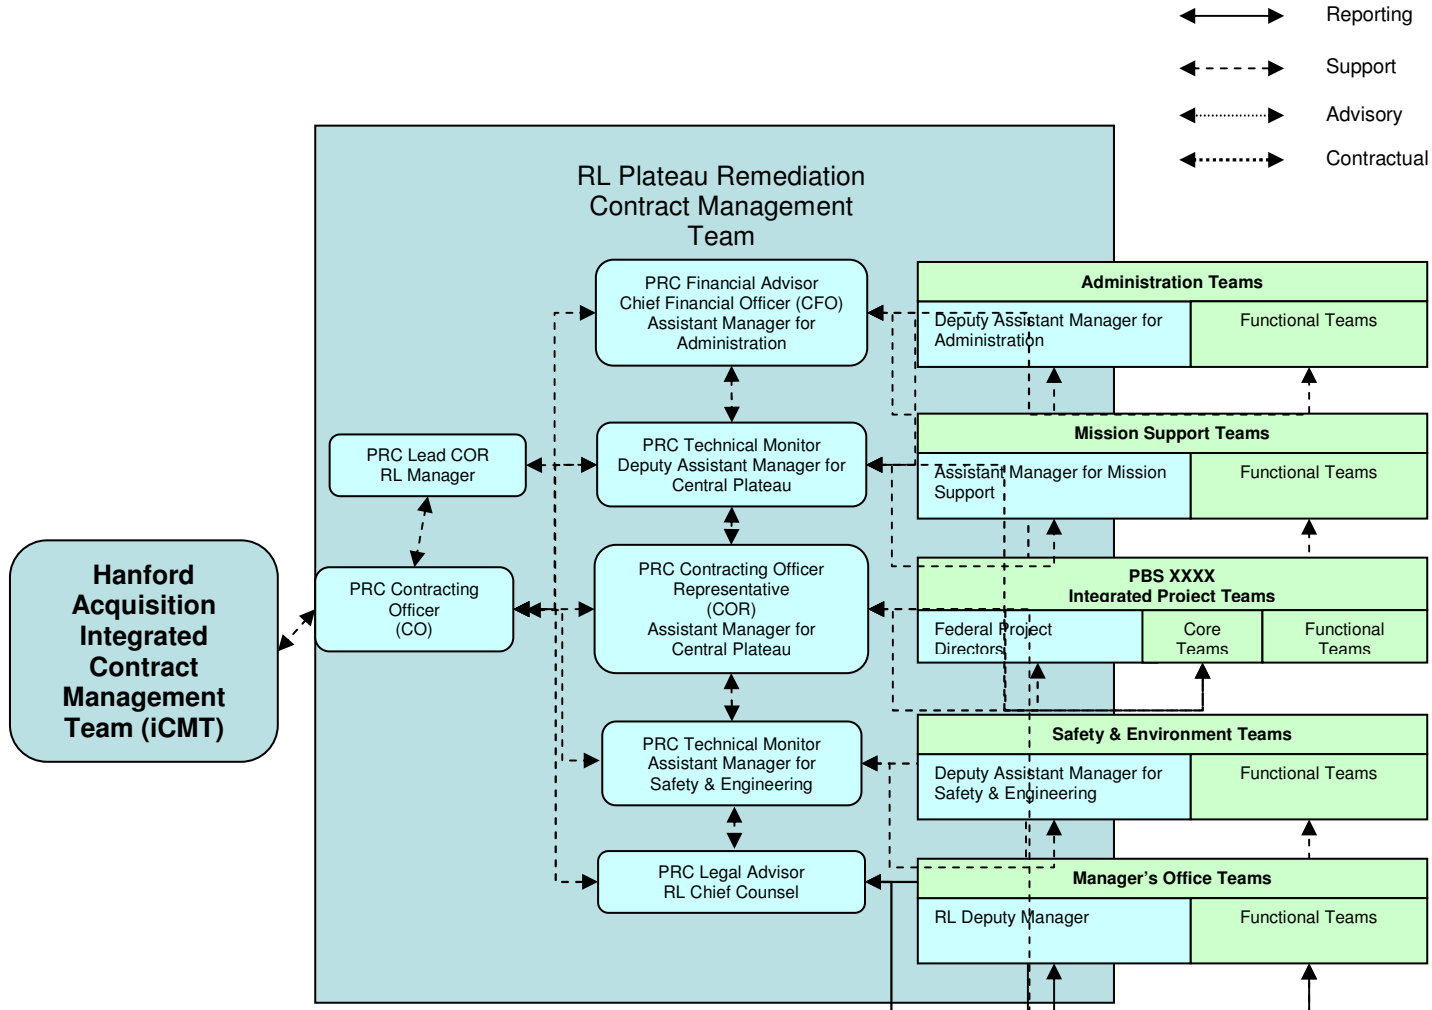 Reporting
Support
Advisory
Contractual
RL Plateau Remediation
Contract Management
Team
PRC Financial Advisor
Chief Financial Officer (CFO)
Assistant Manager for
Administration
PRC Technical Monitor
Deputy Assistant Manager for
Central Plateau
PRC Lead COR
RL Manager
PRC Contracting
Officer
(CO)
Hanford
Acquisition
Integrated
Contract
Management
Team (iCMT)
PRC Contracting Officer
Representative
(COR)
Assistant Manager for
Central Plateau
PRC Technical Monitor
Assistant Manager for
Safety & Engineering
PRC Legal Advisor
RL Chief Counsel
Administration Teams
Deputy Assistant Manager for
Administration
Functional Teams
Mission Support Teams
Assistant Manager for Mission
Support
Functional Teams
PBS XXXX
Integrated Project Teams
Federal Project
Directors
Core
Teams
Functional
Teams
Safety & Environment Teams
Deputy Assistant Manager for
Safety & Engineering
Functional Teams
Manager's Office Teams
RL Deputy Manager
Functional Teams